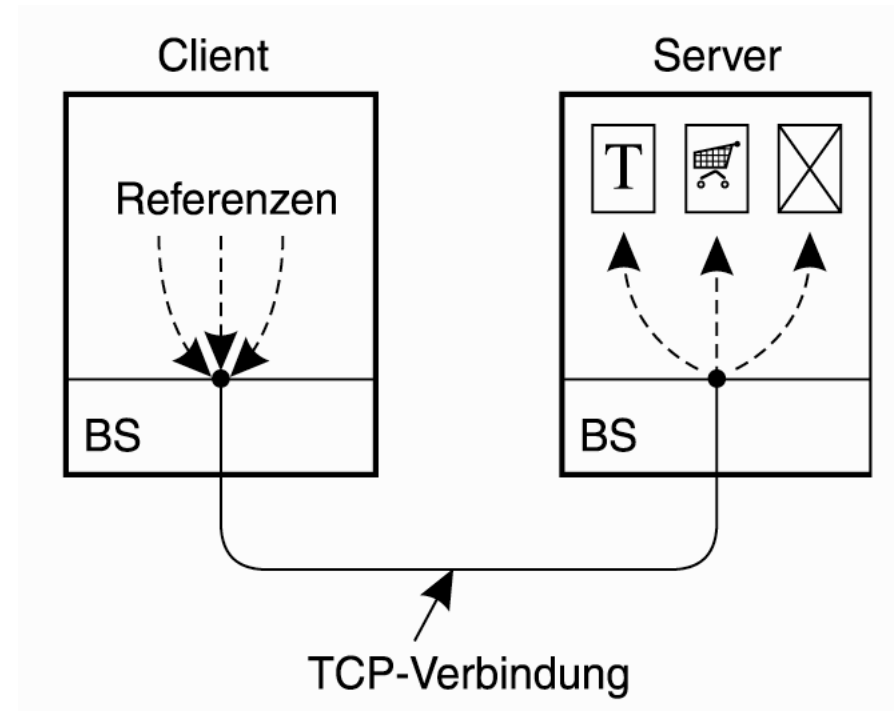 Client
Server
Referenzen
T
BS
BS
TCP-Verbindung